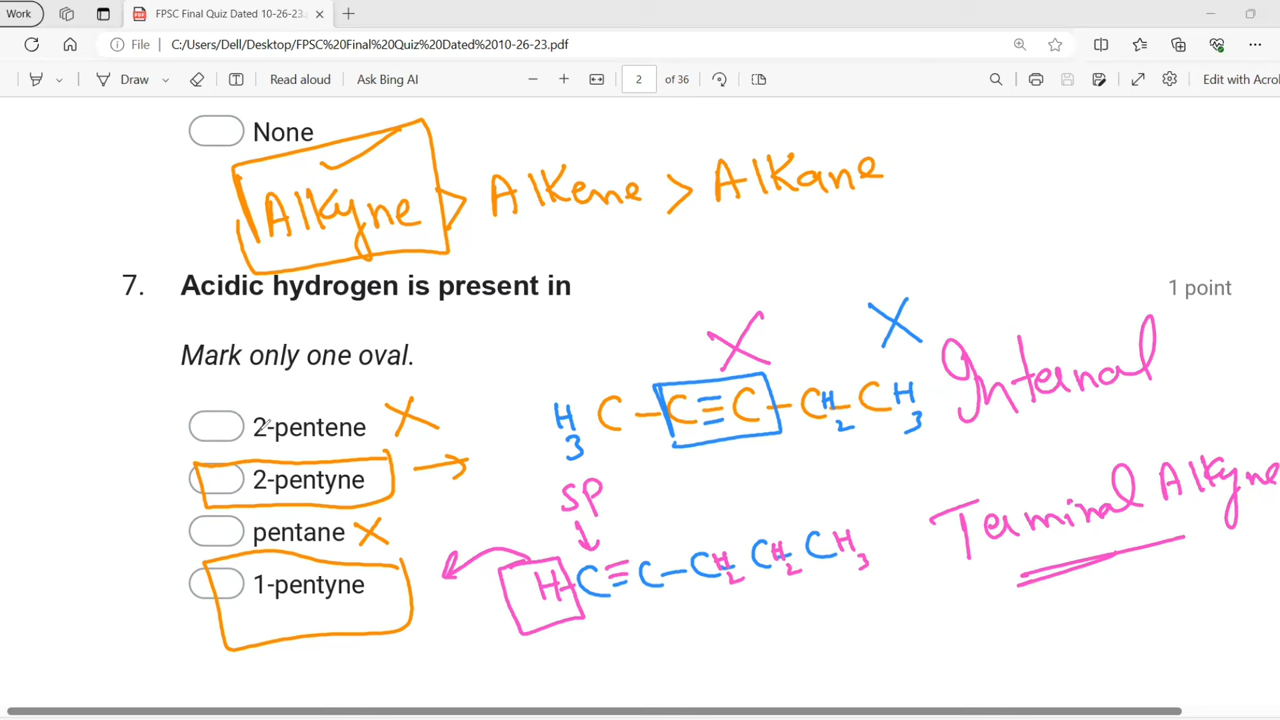 Work
FPSC Final Quiz Dated 10-26-23.
File
C:/Users/Dell/Desktop/FPSC%20Final%20Quiz%20Dated%2010-26-23.pdf
Draw
Read aloud
Ask Bing AI
2
of 36
Edit with Acrol
None
Alkyne > Alkene > Alkane
7. Acidic hydrogen is present in
1 point
Mark only one oval.
Internal
2-pentene
H3C-C≡C-CH2-CH3
2-pentyne
SP
Terminal Alkyne
pentane
H-C≡C-CH2 CH2 CH3
1-pentyne